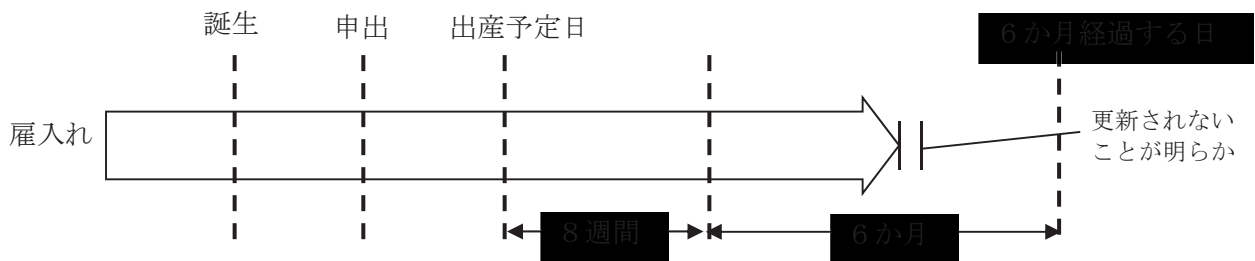 誕生
申出
出産予定日
６か月経過する日
雇入れ
更新されない
ことが明らか
８週間
６か月